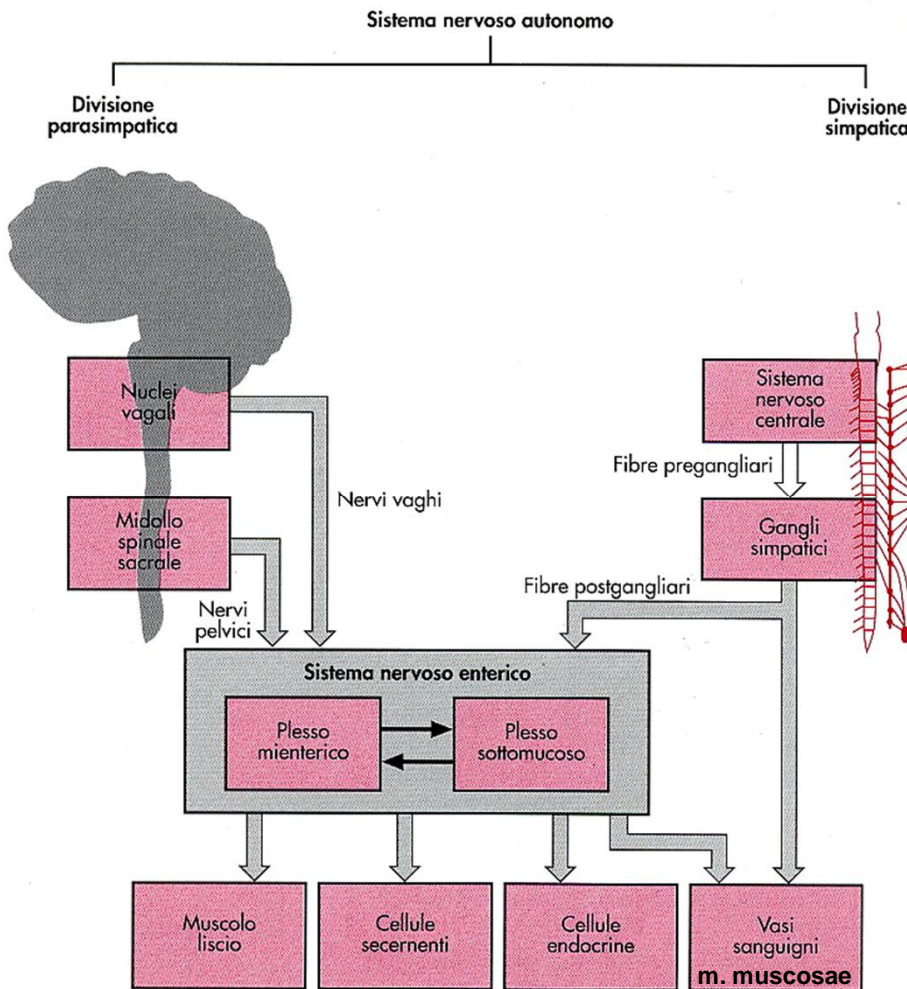 Sistema nervoso autonomo
Divisione
parasimpatica
Divisione
simpatica
Nuclei
vagali
Sistema
nervoso
centrale
Fibre pregangliari
Nervi vaghi
Midollo
spinale
sacrale
Gangli
simpatici
Fibre postgangliari
Nervi
pelvici
Sistema nervoso enterico
Plesso
mienterico
Plesso
sottomucoso
Muscolo
liscio
Cellule
secernenti
Cellule
endocrine
Vasi
sanguigni
m. muscosae